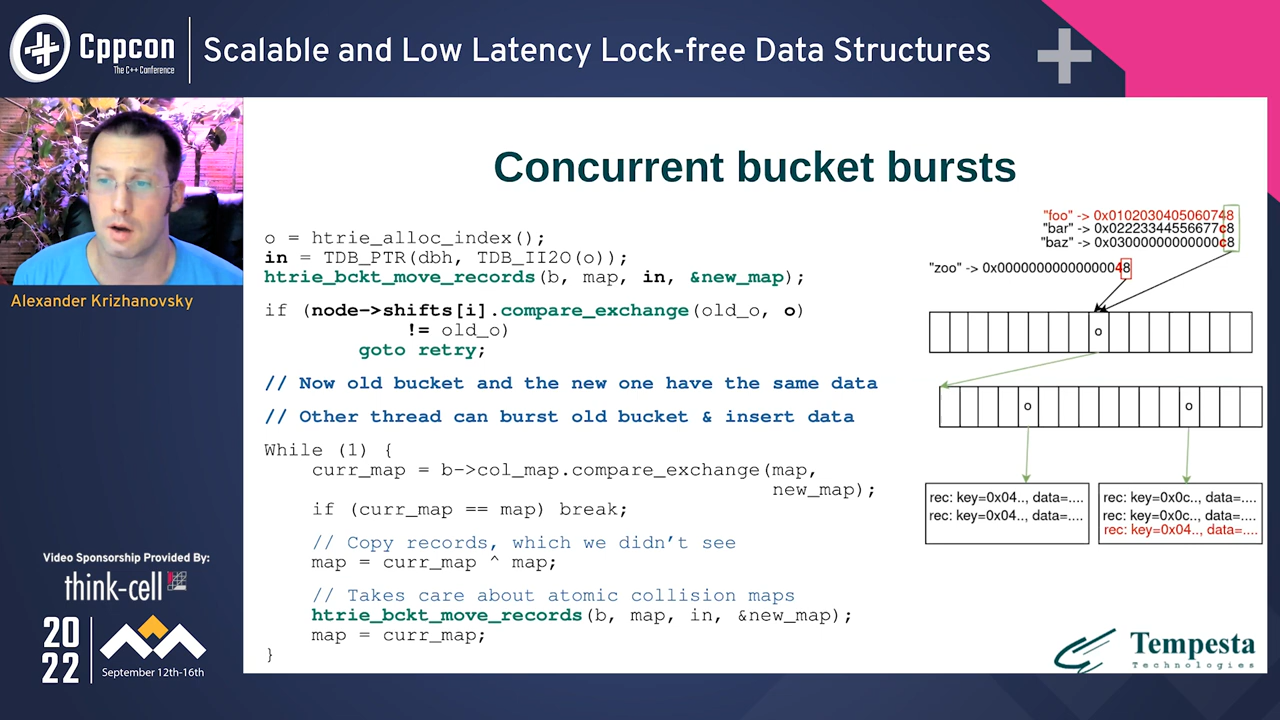 Cppcon
The C++ Conference
Scalable and Low Latency Lock-free Data Structures
Alexander Krizhanovsky
Video Sponsorship Provided By:
think-cell
20
22
September 12th-16th
Concurrent bucket bursts
o = htrie_alloc_index();
in = TDB_PTR(dbh, TDB_II2O(o));
htrie_bckt_move_records(b, map, in, &new_map);
if (node->shifts[i].compare_exchange(old_o, o)
!= old_o)
goto retry;
// Now old bucket and the new one have the same data
// Other thread can burst old bucket & insert data
While (1) {
curr_map = b->col_map.compare_exchange(map,
new_map);
if (curr_map == map) break;
// Copy records, which we didn't see
map = curr_map ^ map;
// Takes care about atomic collision maps
htrie_bckt_move_records(b, map, in, &new_map);
map = curr_map;
}
"foo" -> 0x0102030405060748
"bar" -> 0x02223344556677c8
"baz" -> 0x03000000000000c8
"zoo" -> 0x0000000000000048
o
o o
rec: key=0x04.., data=....
rec: key=0x04.., data=....
rec: key=0x0c.., data=....
rec: key=0x0c.., data=....
rec: key=0x04.., data=....
Tempesta
Technologies